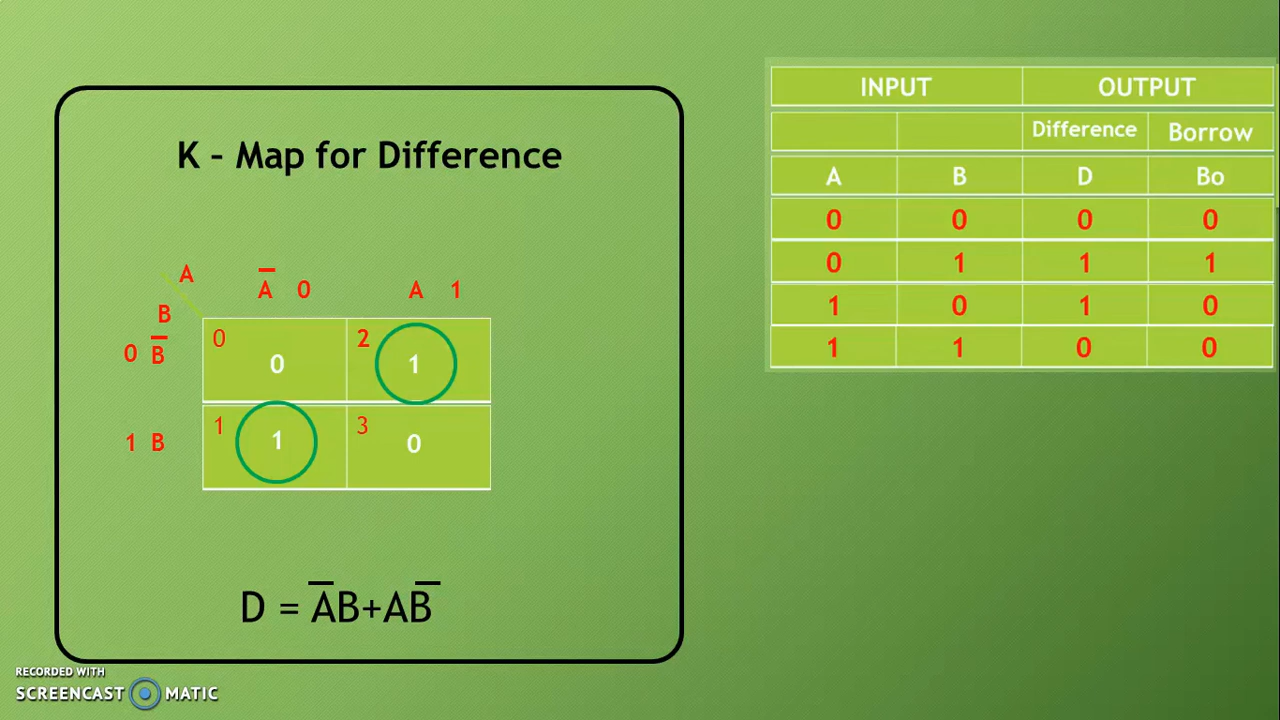 K – Map for Difference
A
B
A̅ 0
A 1
0 B̅
0
0
2
1
1 B
1
1
3
0
D = A̅B+AB̅
INPUT OUTPUT
Difference Borrow
A B D Bo
0 0 0 0
0 1 1 1
1 0 1 0
1 1 0 0
RECORDED WITH
SCREENCAST MATIC